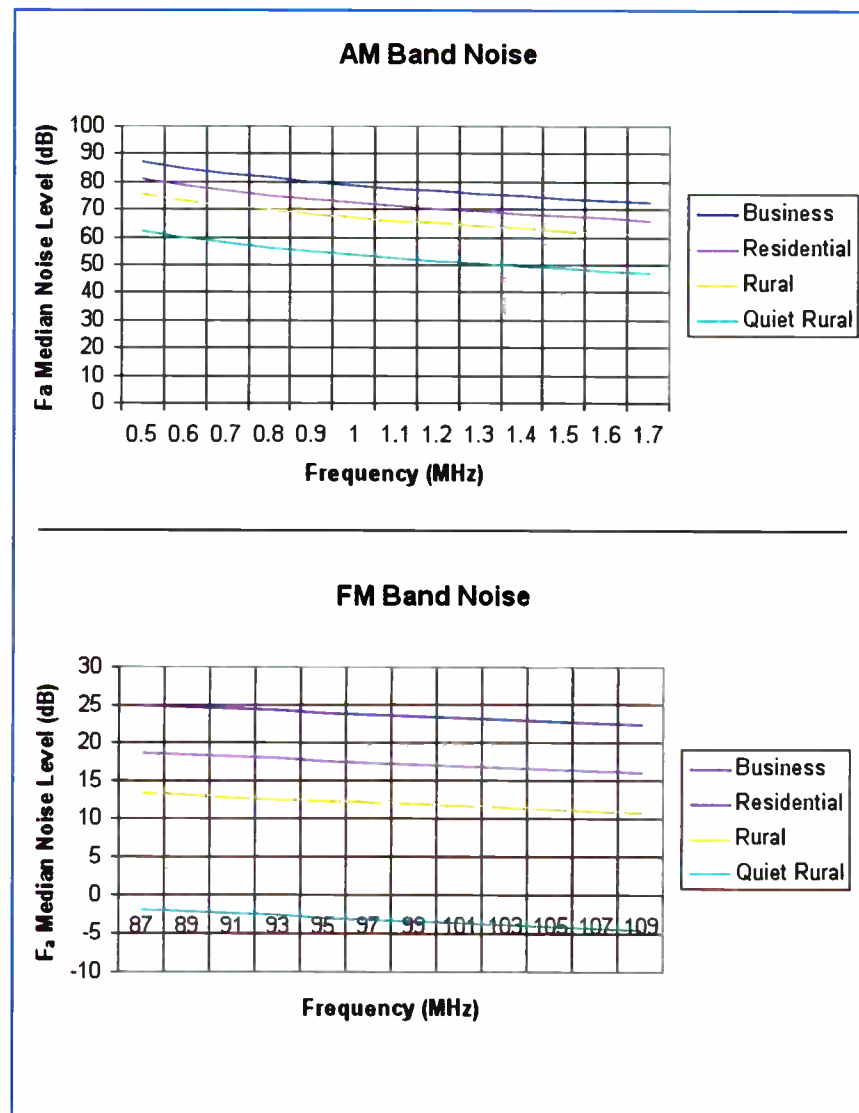 AM Band Noise
Fa Median Noise Level (dB)
100
90
80
70
60
50
40
30
20
10
0
0.5 0.6 0.7 0.8 0.9 1 1.1 1.2 1.3 1.4 1.5 1.6 1.7
Frequency (MHz)
Business
Residential
Rural
Quiet Rural
FM Band Noise
Fa Median Noise Level (dB)
30
25
20
15
10
5
0
-5
-10
87 89 91 93 95 97 99 101 103 105 107 109
Frequency (MHz)
Business
Residential
Rural
Quiet Rural